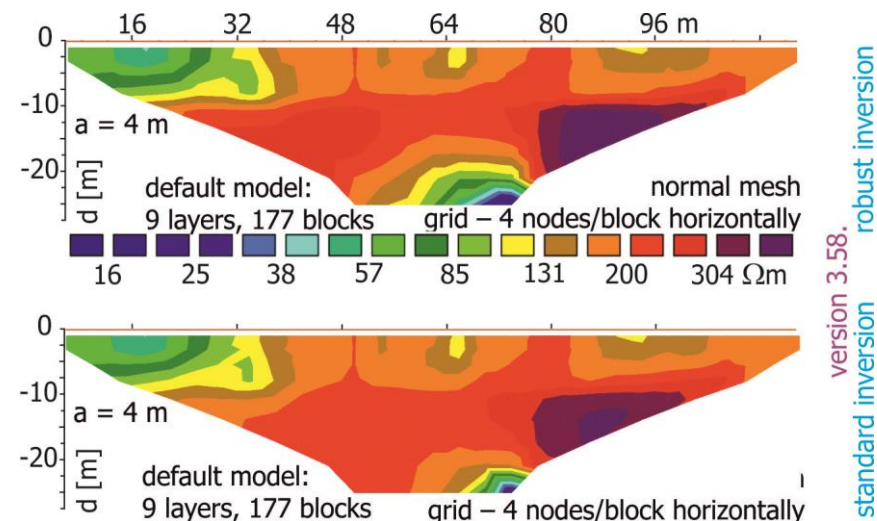 16 32 48 64 80 96 m
0
-10
-20
d [m]
a = 4 m
default model:
9 layers, 177 blocks
normal mesh
grid – 4 nodes/block horizontally
robust inversion
16 25 38 57 85 131 200 304 Ωm
version 3.58.
0
-10
-20
d [m]
a = 4 m
default model:
9 layers, 177 blocks
grid – 4 nodes/block horizontally
standard inversion